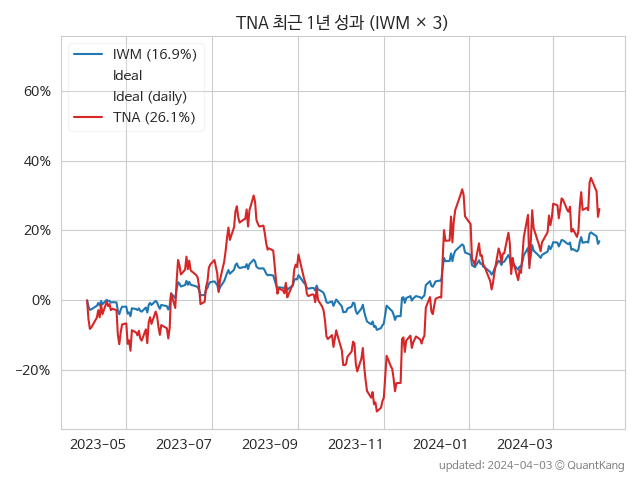 TNA 최근 1년 성과 (IWM × 3)
IWM (16.9%)
Ideal
Ideal (daily)
TNA (26.1%)
60%
40%
20%
0%
−20%
2023−05
2023−07
2023−09
2023−11
2024−01
2024−03
updated: 2024−04−03 ⓒ QuantKang